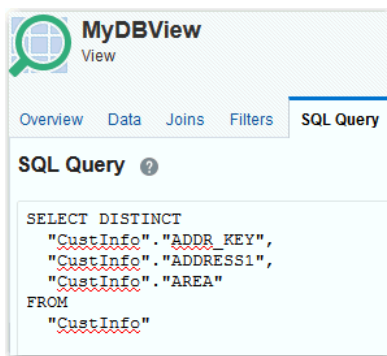 MyDBView
View
Overview Data Joins Filters SQL Query
SQL Query ?
SELECT DISTINCT
"CustInfo"."ADDR_KEY",
"CustInfo"."ADDRESS1",
"CustInfo"."AREA"
FROM
"CustInfo"